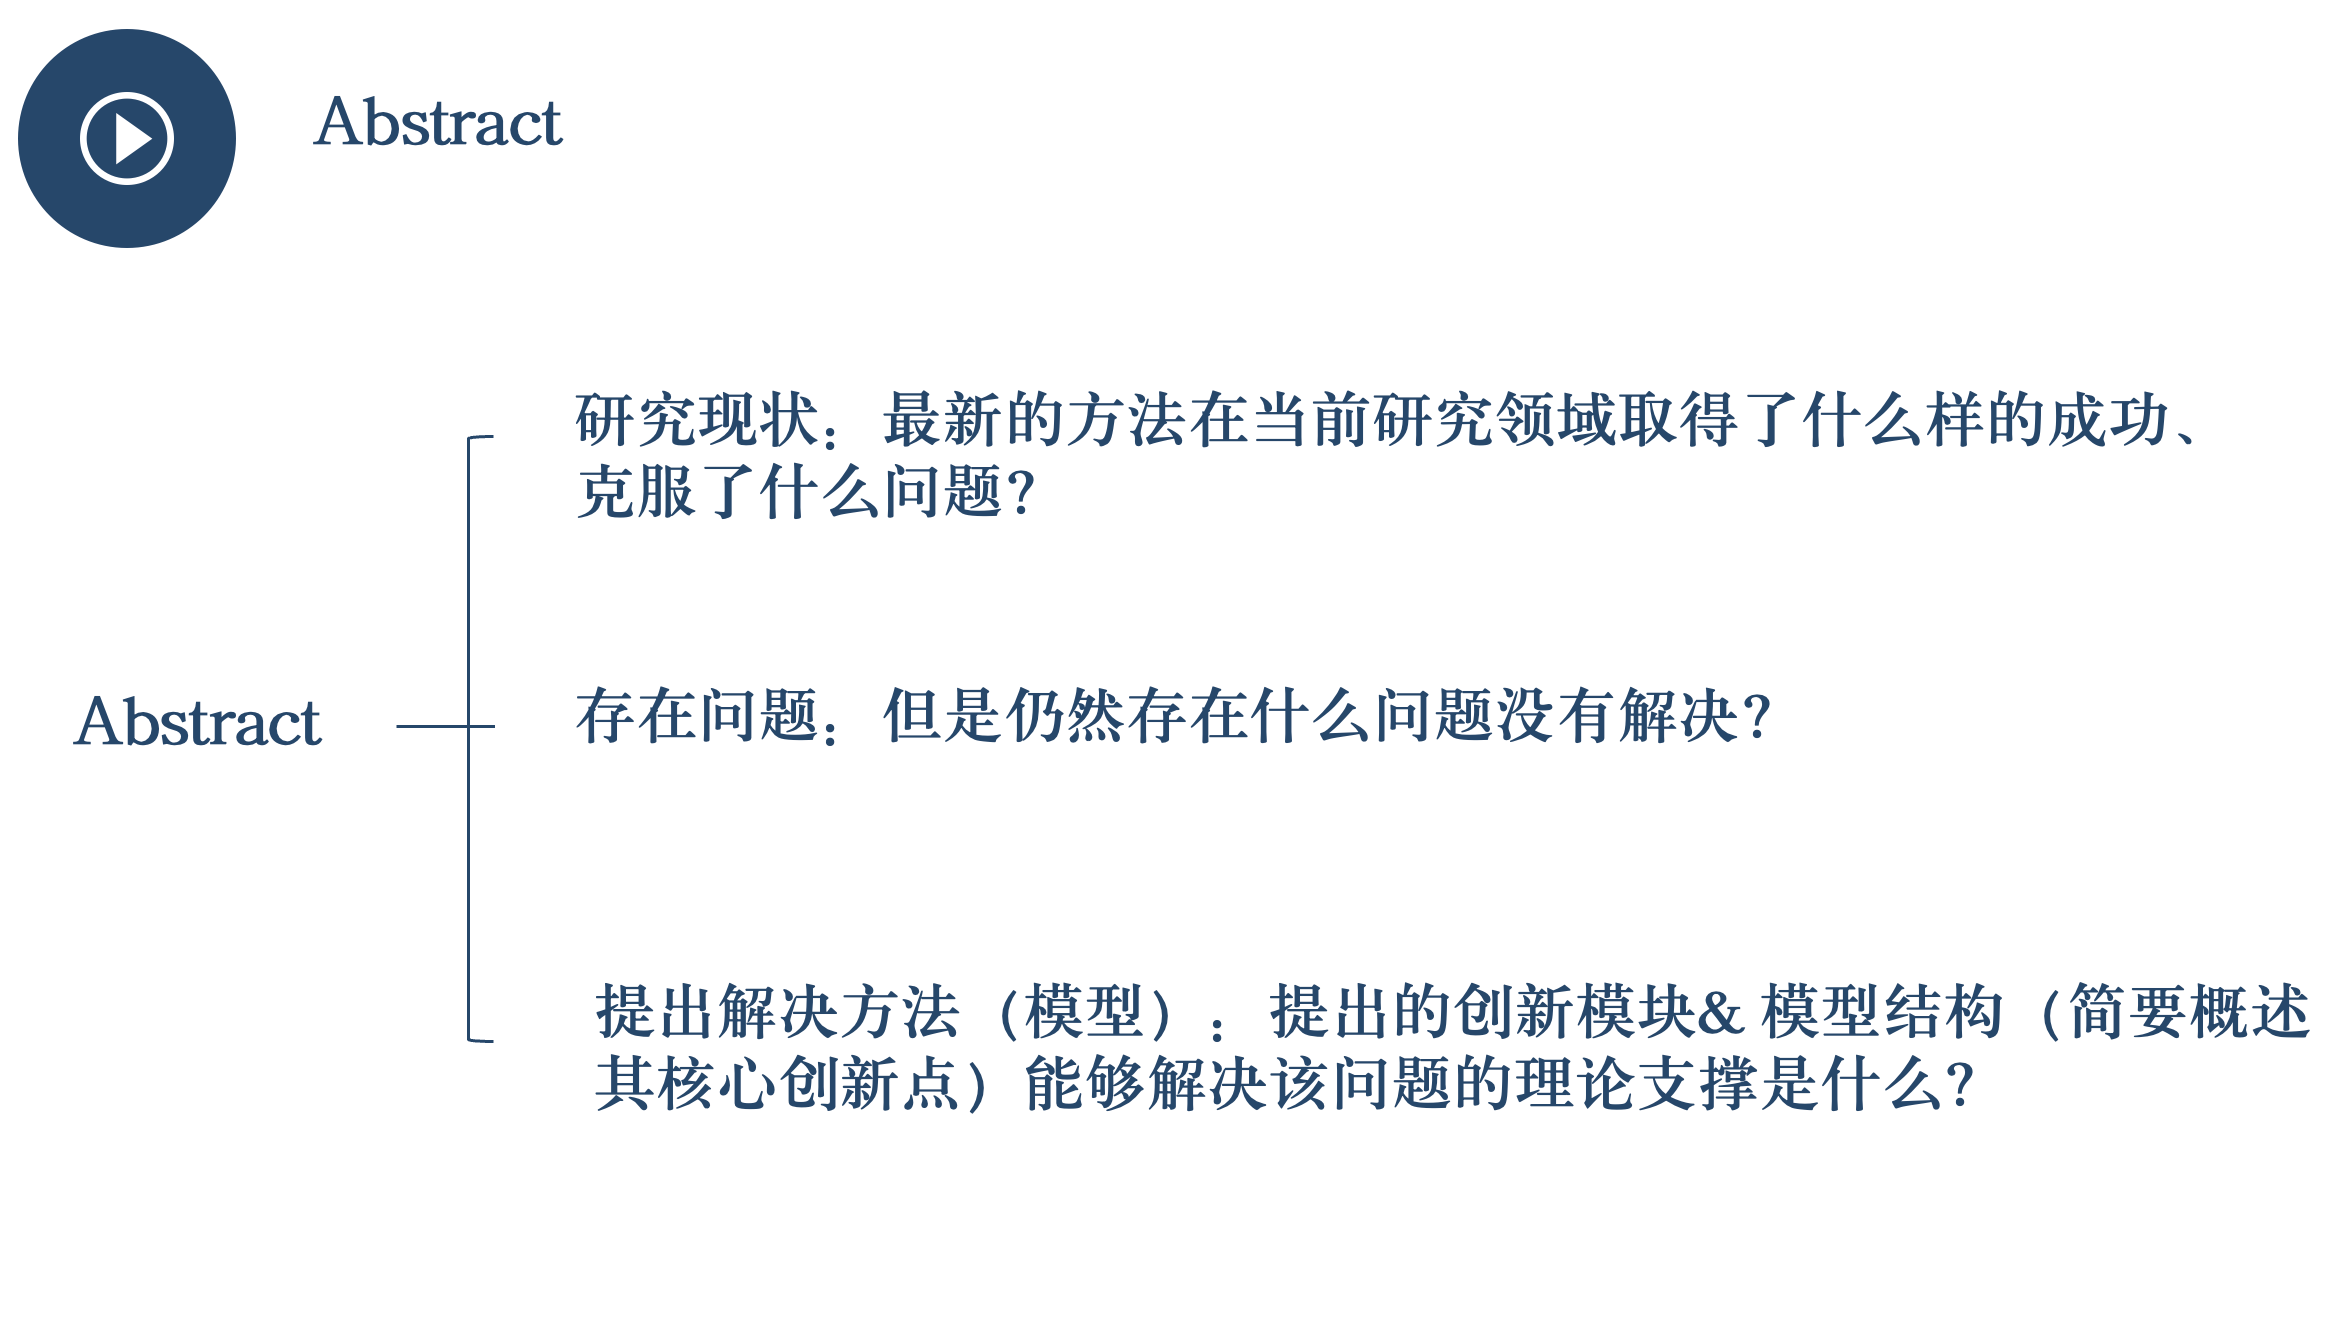 Abstract
研究现状：最新的方法在当前研究领域取得了什么样的成功、
克服了什么问题？
Abstract
存在问题：但是仍然存在什么问题没有解决？
提出解决方法（模型）：提出的创新模块& 模型结构（简要概述
其核心创新点）能够解决该问题的理论支撑是什么？